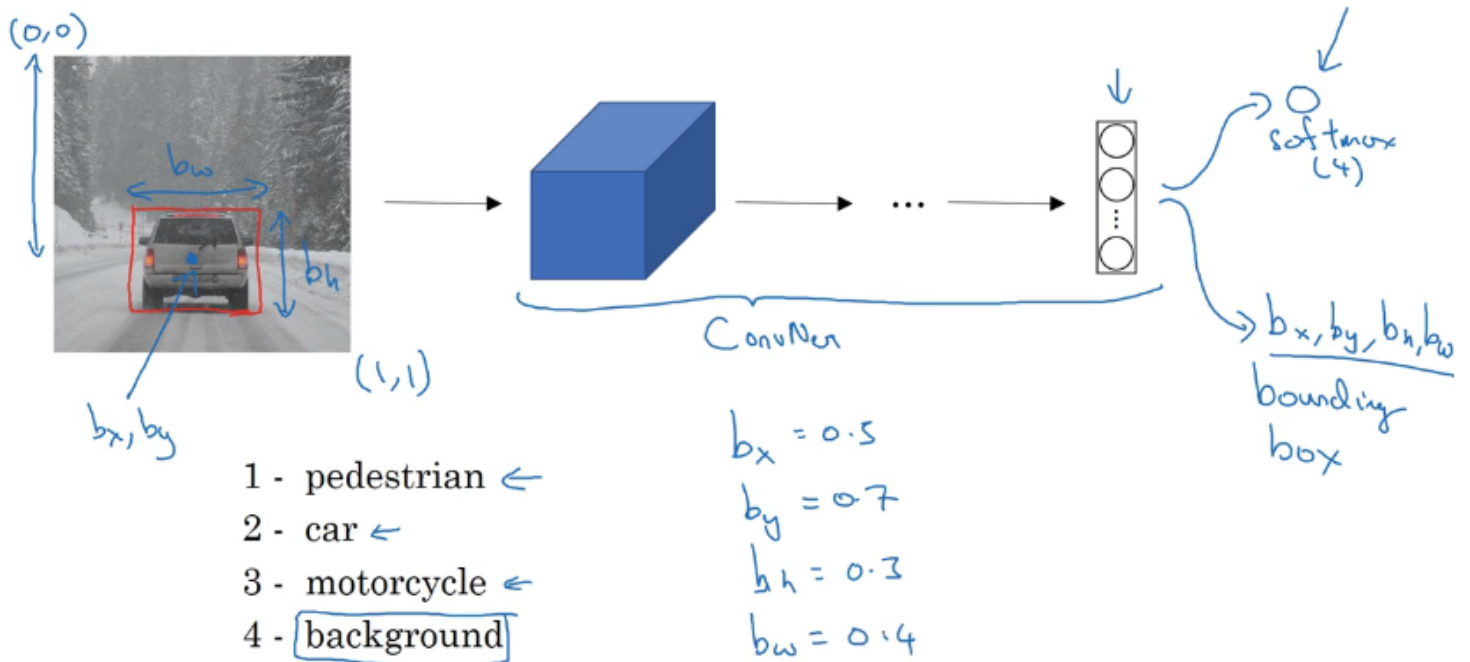 (0,0)
bw
bh
(1,1)
bx, by
...
softmax
(4)
ConvNet
bx, by, bh, bw
bounding
box
1 - pedestrian
2 - car
3 - motorcycle
4 - background
bx = 0.5
by = 0.7
bh = 0.3
bw = 0.4